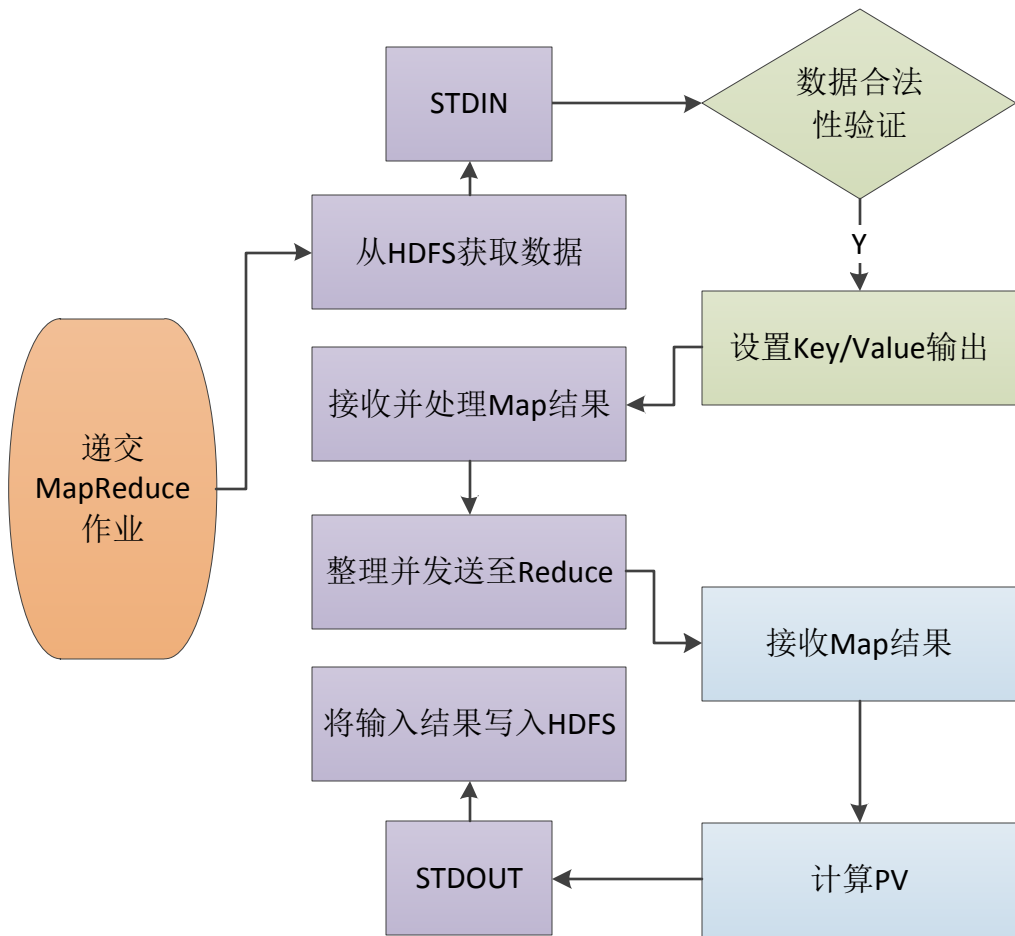 STDIN
数据合法
性验证
从HDFS获取数据
Y
设置Key/Value输出
接收并处理Map结果
递交
MapReduce
作业
整理并发送至Reduce
接收Map结果
将输入结果写入HDFS
STDOUT
计算PV